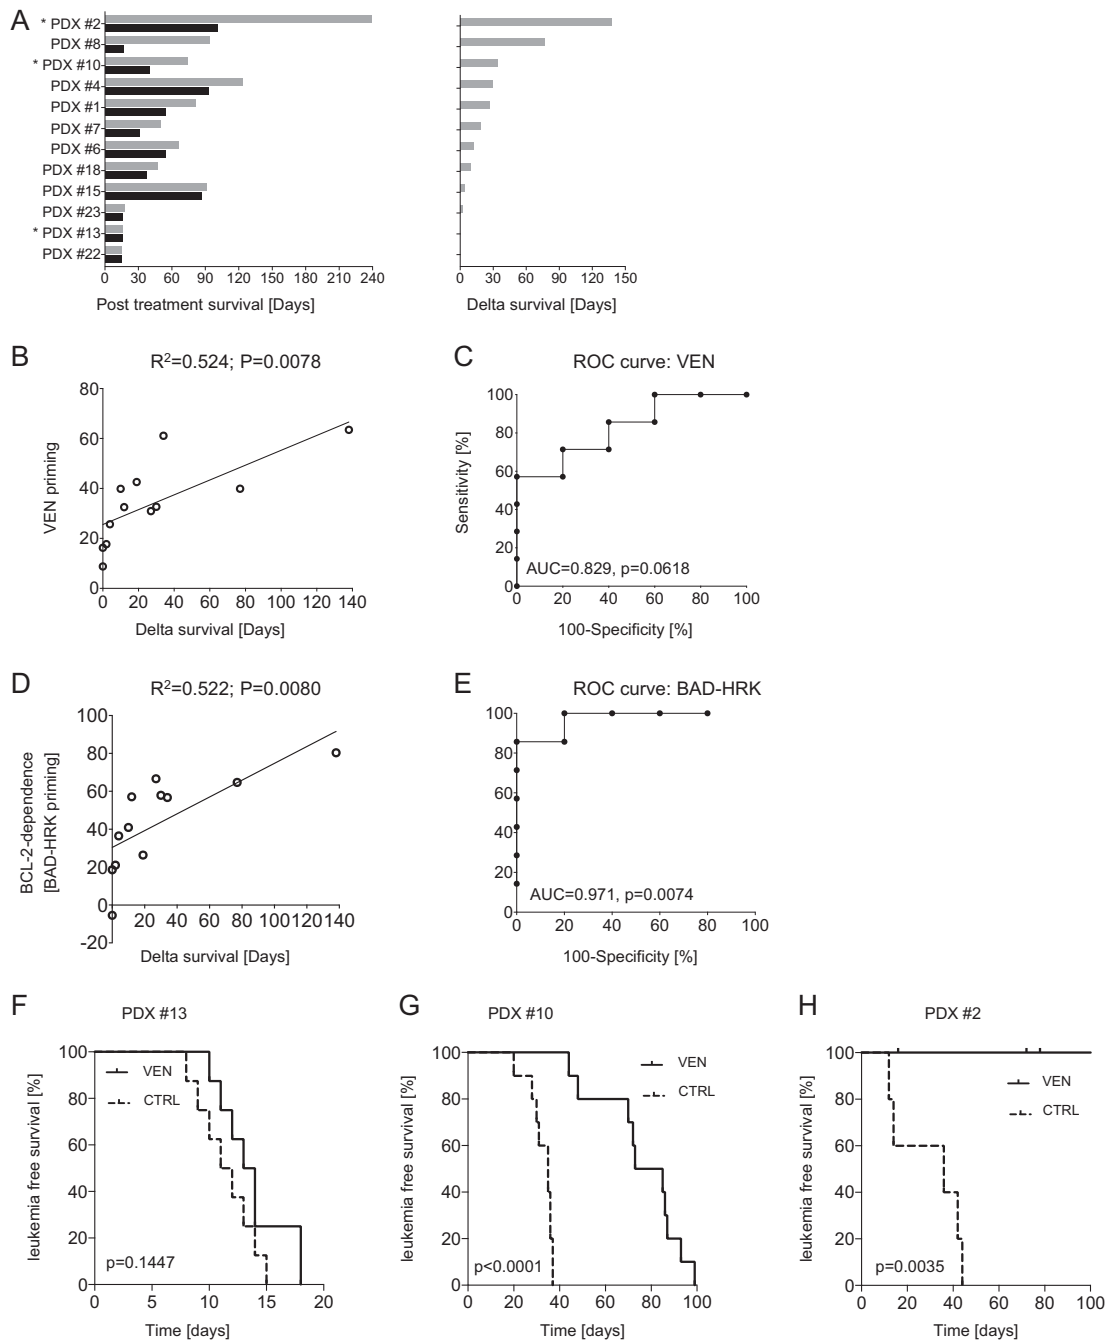 A
* PDX #2
PDX #8
* PDX #10
PDX #4
PDX #1
PDX #7
PDX #6
PDX #18
PDX #15
PDX #23
* PDX #13
PDX #22
0 30 60 90 120 150 180 210 240
Post treatment survival [Days]
0 30 60 90 120 150
Delta survival [Days]
B
R²=0.524; P=0.0078
VEN priming
80
60
40
20
0
0 20 40 60 80 100 120 140
Delta survival [Days]
C
ROC curve: VEN
Sensitivity [%]
100
80
60
40
20
0
AUC=0.829, p=0.0618
0 20 40 60 80 100
100-Specificity [%]
D
R²=0.522; P=0.0080
BCL-2-dependence
[BAD-HRK priming]
100
80
60
40
20
0
-20
20 40 60 80 100 120 140
Delta survival [Days]
E
ROC curve: BAD-HRK
100
80
60
40
20
0
AUC=0.971, p=0.0074
0 20 40 60 80 100
100-Specificity [%]
F
PDX #13
leukemia free survival [%]
100
80
60
40
20
0
VEN
CTRL
p=0.1447
0 5 10 15 20
Time [days]
G
PDX #10
leukemia free survival [%]
100
80
60
40
20
0
VEN
CTRL
p<0.0001
0 20 40 60 80 100
Time [days]
H
PDX #2
leukemia free survival [%]
100
80
60
40
20
0
VEN
CTRL
p=0.0035
0 20 40 60 80 100
Time [days]